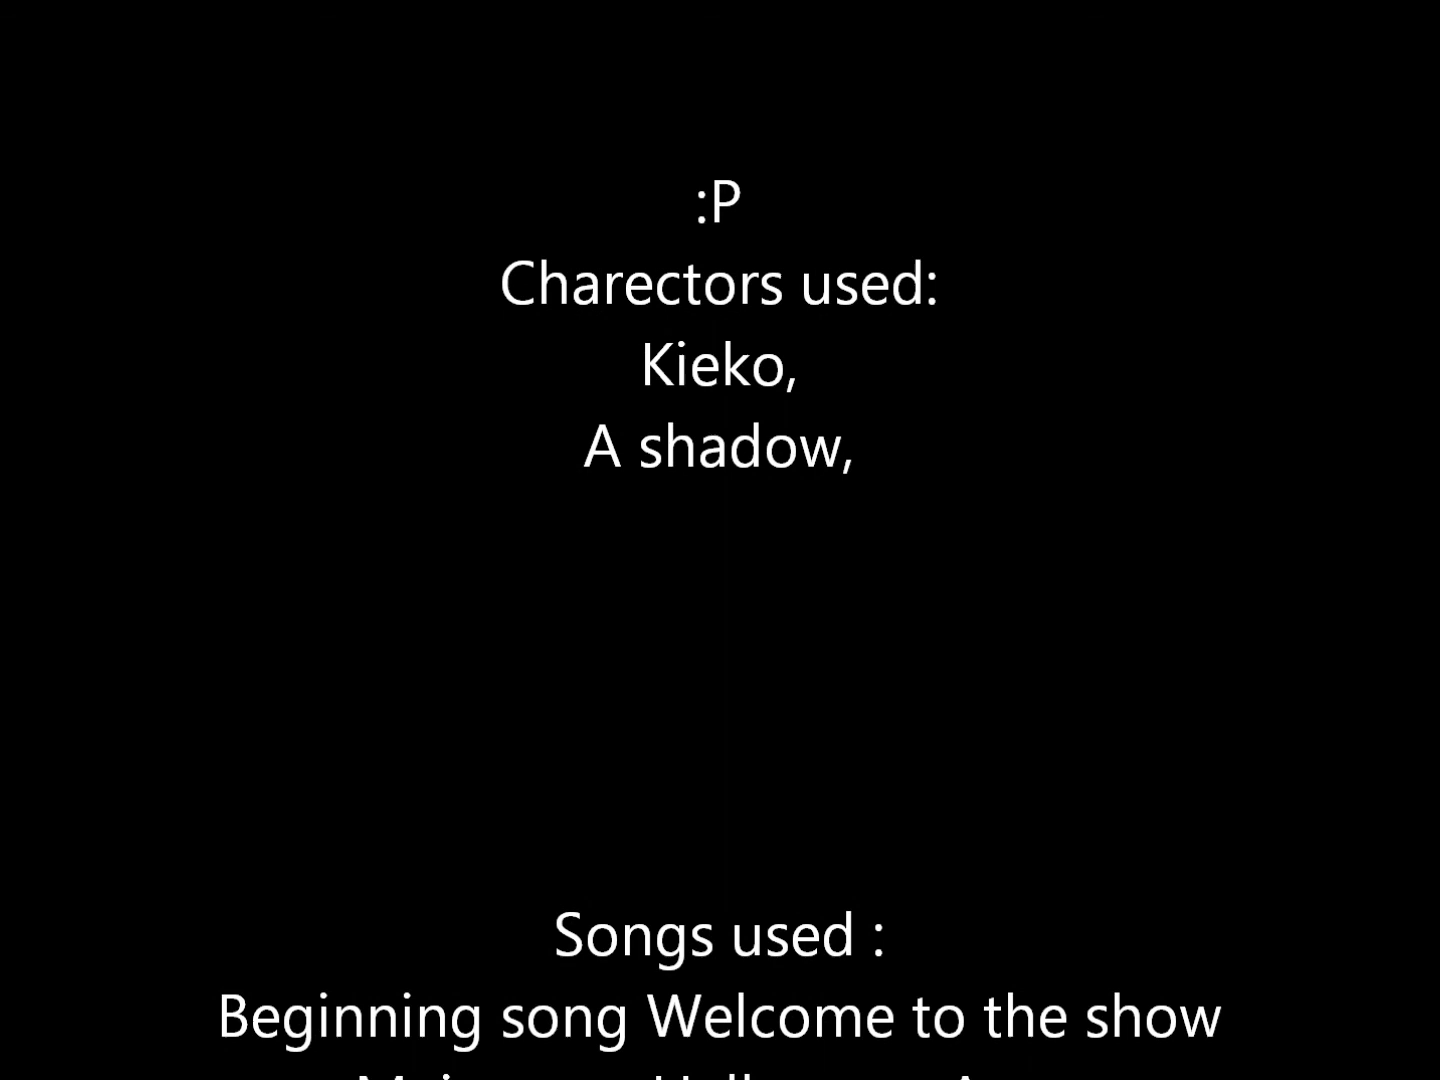 :P
Charectors used:
Kieko,
A shadow,
Songs used :
Beginning song Welcome to the show